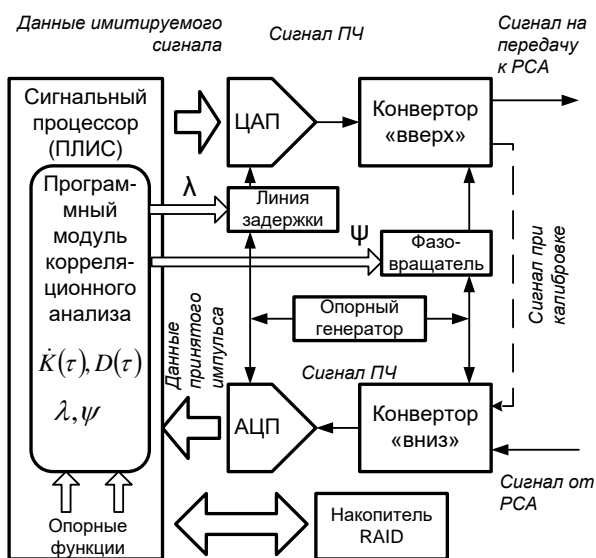 Данные имитируемого
сигнала
Сигнал ПЧ
Сигнал на
передачу
к РСА
Сигнальный
процессор
(ПЛИС)
ЦАП
Конвертор
«вверх»
Програм-
мный
модуль
корреля-
ционного
анализа
λ
Линия
задержки
ψ
Фазо-
вращатель
Сигнал при
калибровке
Опорный
генератор
Данные
принятого
импульса
Сигнал ПЧ
K̇(τ), D(τ)
λ,ψ
АЦП
Конвертор
«вниз»
Сигнал от
РСА
Опорные
функции
Накопитель
RAID